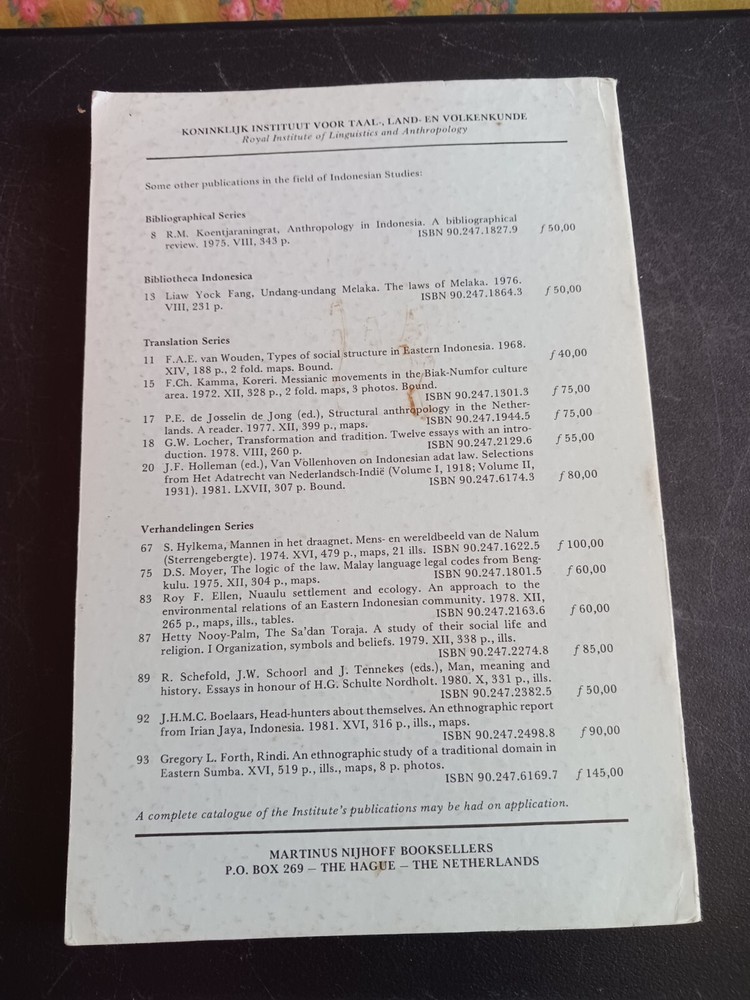 KONINKLIJK INSTITUUT VOOR TAAL-, LAND- EN VOLKENKUNDE
Royal Institute of Linguistics and Anthropology
Some other publications in the field of Indonesian Studies:
Bibliographical Series
8 R.M. Koentjaraningrat, Anthropology in Indonesia. A bibliographical
review. 1975. VIII, 343 p. ISBN 90.247.1827.9 f 50,00
Bibliotheca Indonesica
13 Liaw Yock Fang, Undang-undang Melaka. The laws of Melaka. 1976.
VIII, 231 p. ISBN 90.247.1864.3 f 50,00
Translation Series
11 F.A.E. van Wouden, Types of social structure in Eastern Indonesia. 1968.
XIV, 188 p., 2 fold. maps. Bound. f 40,00
15 F.Ch. Kamma, Koreri. Messianic movements in the Biak-Numfor culture
area. 1972. XII, 328 p., 2 fold. maps, 3 photos. Bound.
ISBN 90.247.1301.3 f 75,00
17 P.E. de Josselin de Jong (ed.), Structural anthropology in the Nether-
lands. A reader. 1977. XII, 399 p., maps. ISBN 90.247.1944.5 f 75,00
18 G.W. Locher, Transformation and tradition. Twelve essays with an intro-
duction. 1978. VIII, 260 p. ISBN 90.247.2129.6 f 55,00
20 J.F. Holleman (ed.), Van Vollenhoven on Indonesian adat law. Selections
from Het Adatrecht van Nederlandsch-Indië (Volume I, 1918; Volume II,
1931). 1981. LXVII, 307 p. Bound. ISBN 90.247.6174.3 f 80,00
Verhandelingen Series
67 S. Hylkema, Mannen in het draagnet. Mens- en wereldbeeld van de Nalum
(Sterrengebergte). 1974. XVI, 479 p., maps, 21 ills. ISBN 90.247.1622.5 f 100,00
75 D.S. Moyer, The logic of the law. Malay language legal codes from Beng-
kulu. 1975. XII, 304 p., maps. ISBN 90.247.1801.5 f 60,00
83 Roy F. Ellen, Nuaulu settlement and ecology. An approach to the
environmental relations of an Eastern Indonesian community. 1978. XII,
265 p., maps, ills., tables. ISBN 90.247.2163.6 f 60,00
87 Hetty Nooy-Palm, The Sa'dan Toraja. A study of their social life and
religion. I Organization, symbols and beliefs. 1979. XII, 338 p., ills.
ISBN 90.247.2274.8 f 85,00
89 R. Schefold, J.W. Schoorl and J. Tennekes (eds.), Man, meaning and
history. Essays in honour of H.G. Schulte Nordholt. 1980. X, 331 p., ills.
ISBN 90.247.2382.5 f 50,00
92 J.H.M.C. Boelaars, Head-hunters about themselves. An ethnographic report
from Irian Jaya, Indonesia. 1981. XVI, 316 p., ills., maps.
ISBN 90.247.2498.8 f 90,00
93 Gregory L. Forth, Rindi. An ethnographic study of a traditional domain in
Eastern Sumba. XVI, 519 p., ills., maps, 8 p. photos.
ISBN 90.247.6169.7 f 145,00
A complete catalogue of the Institute's publications may be had on application.
MARTINUS NIJHOFF BOOKSELLERS
P.O. BOX 269 – THE HAGUE – THE NETHERLANDS